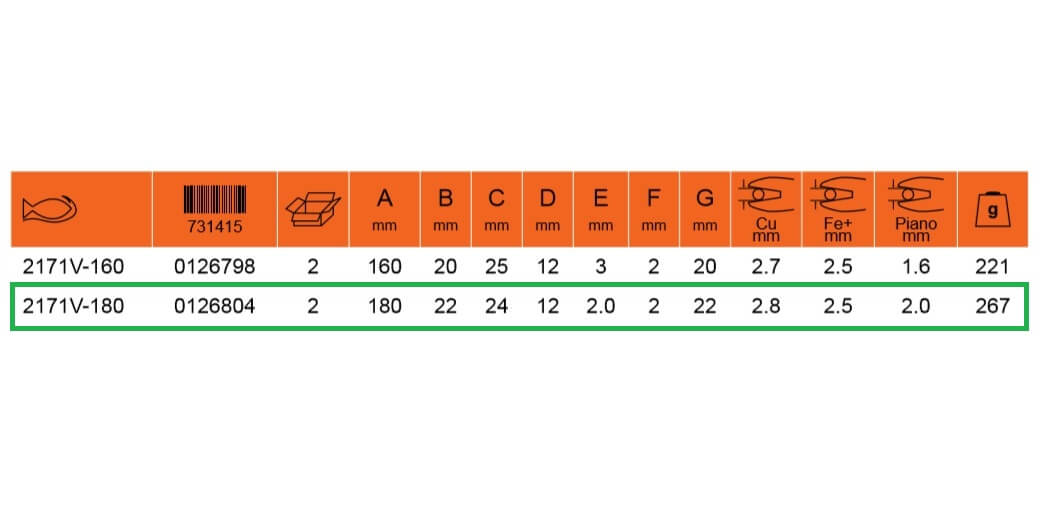 A B C D E F G
731415 mm mm mm mm mm mm mm Cu mm Fe+ mm Piano mm g
2171V-160 0126798 2 160 20 25 12 3 2 20 2.7 2.5 1.6 221
2171V-180 0126804 2 180 22 24 12 2.0 2 22 2.8 2.5 2.0 267